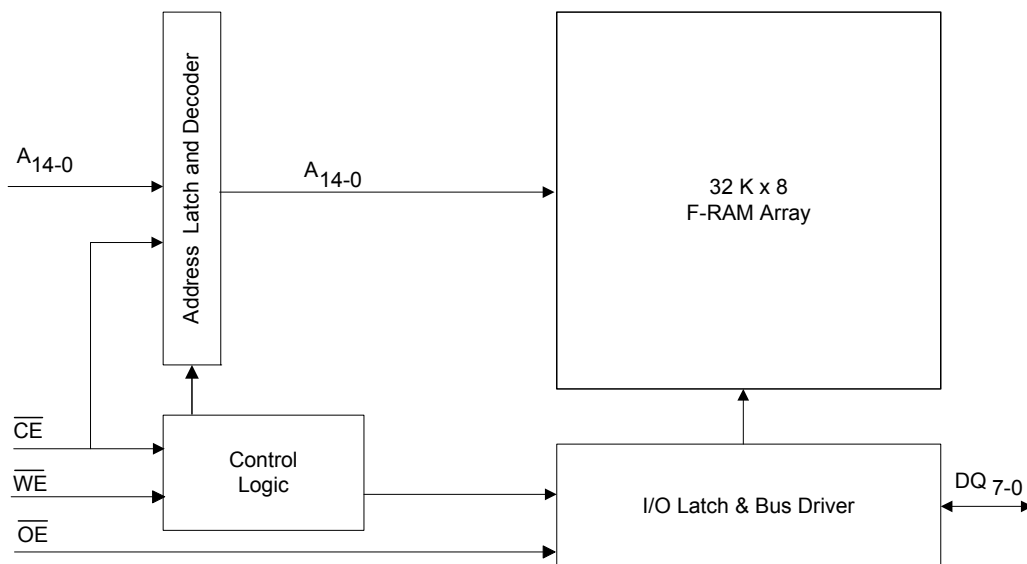 Address Latch and Decoder
A14-0
A14-0
32 K x 8
F-RAM Array
CE
WE
OE
Control
Logic
I/O Latch & Bus Driver
DQ 7-0